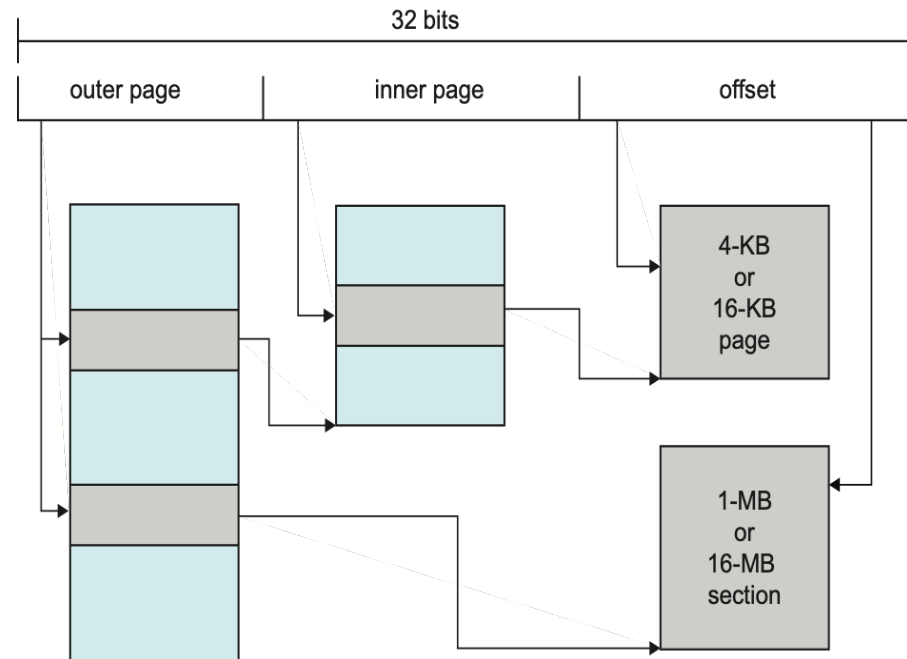 32 bits
outer page
inner page
offset
4-KB
or
16-KB
page
1-MB
or
16-MB
section